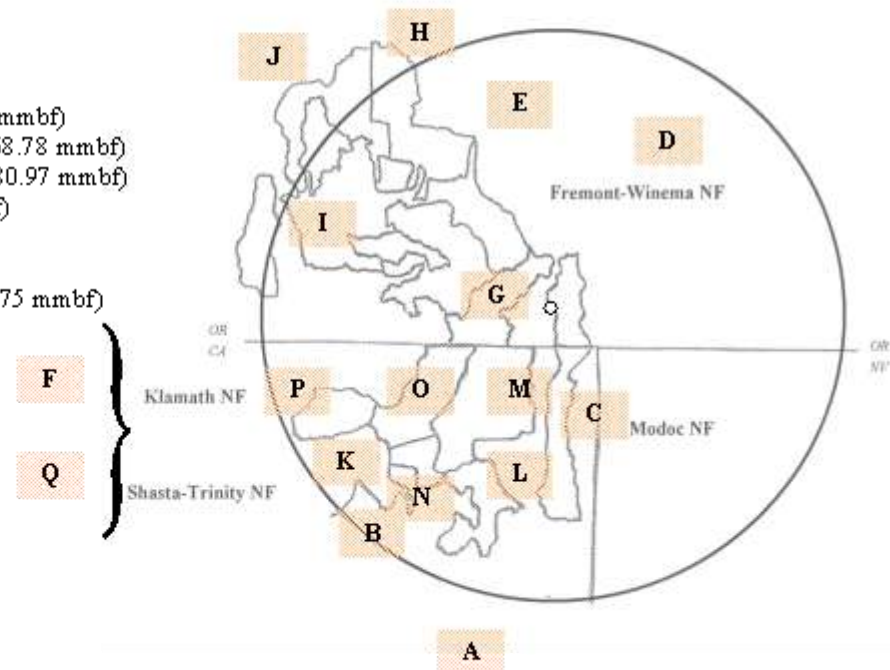 H
J
E
mmbf)
8.78 mmbf)
D
80.97 mmbf)
Fremont-Winema NF
I
G
75 mmbf)
OR
CA
OR
NV
F
P
O
M
Klamath NF
C
Modoc NF
K
L
Q
Shasta-Trinity NF
N
B
A